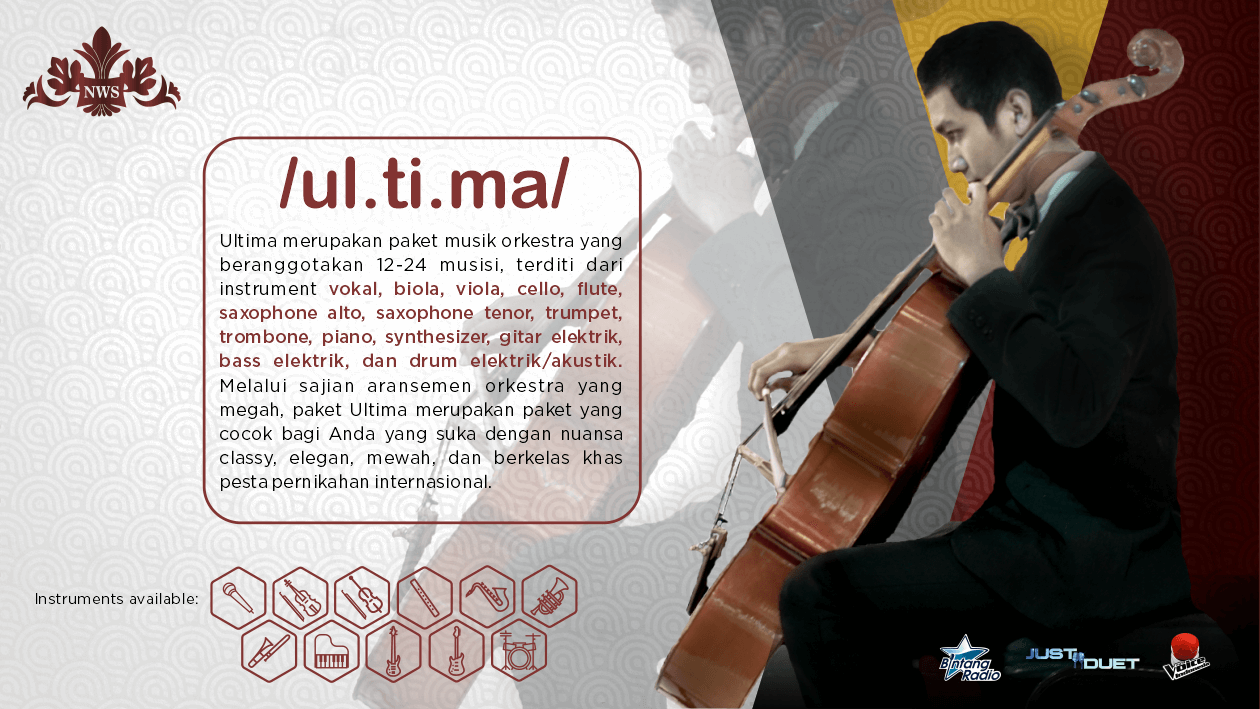 NWS
/ul.ti.ma/
Ultima merupakan paket musik orkestra yang
beranggotakan 12-24 musisi, terditi dari
instrument vokal, biola, viola, cello, flute,
saxophone alto, saxophone tenor, trumpet,
trombone, piano, synthesizer, gitar elektrik,
bass elektrik, dan drum elektrik/akustik.
Melalui sajian aransemen orkestra yang
megah, paket Ultima merupakan paket yang
cocok bagi Anda yang suka dengan nuansa
classy, elegan, mewah, dan berkelas khas
pesta pernikahan internasional.
Instruments available:
Bintang
Radio
JUST
DUET
The
Voice